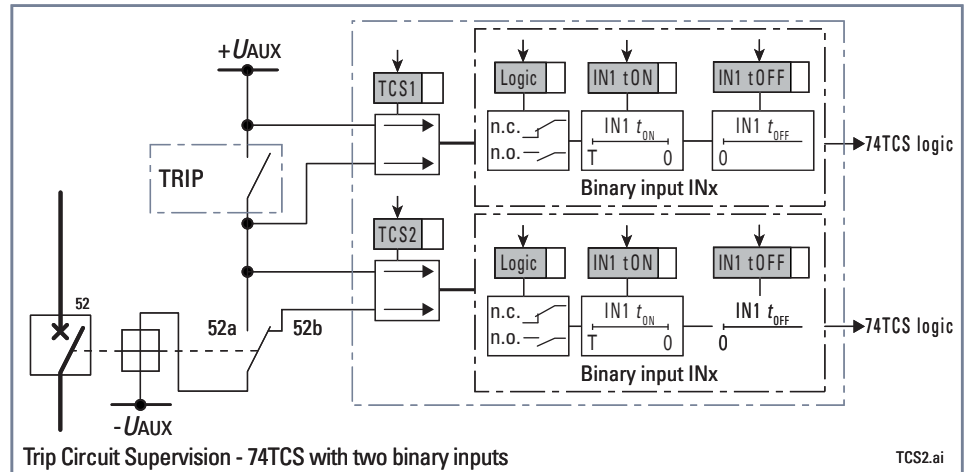 +UAUX
TCS1
Logic
IN1 tON
IN1 tOFF
n.c.
n.o.
IN1 tON
T 0
IN1 tOFF
0
74TCS logic
Binary input INx
TRIP
TCS2
Logic
IN1 tON
IN1 tOFF
n.c.
n.o.
IN1 tON
T 0
IN1 tOFF
0
74TCS logic
Binary input INx
52
52a
52b
-UAUX
Trip Circuit Supervision - 74TCS with two binary inputs
TCS2.ai